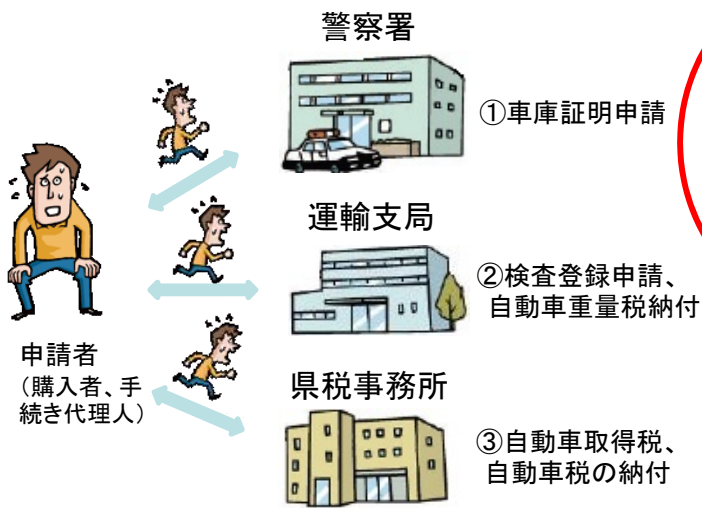 警察署
①車庫証明申請
運輸支局
②検査登録申請、
自動車重量税納付
申請者
（購入者、手
続き代理人）
県税事務所
③自動車取得税、
自動車税の納付